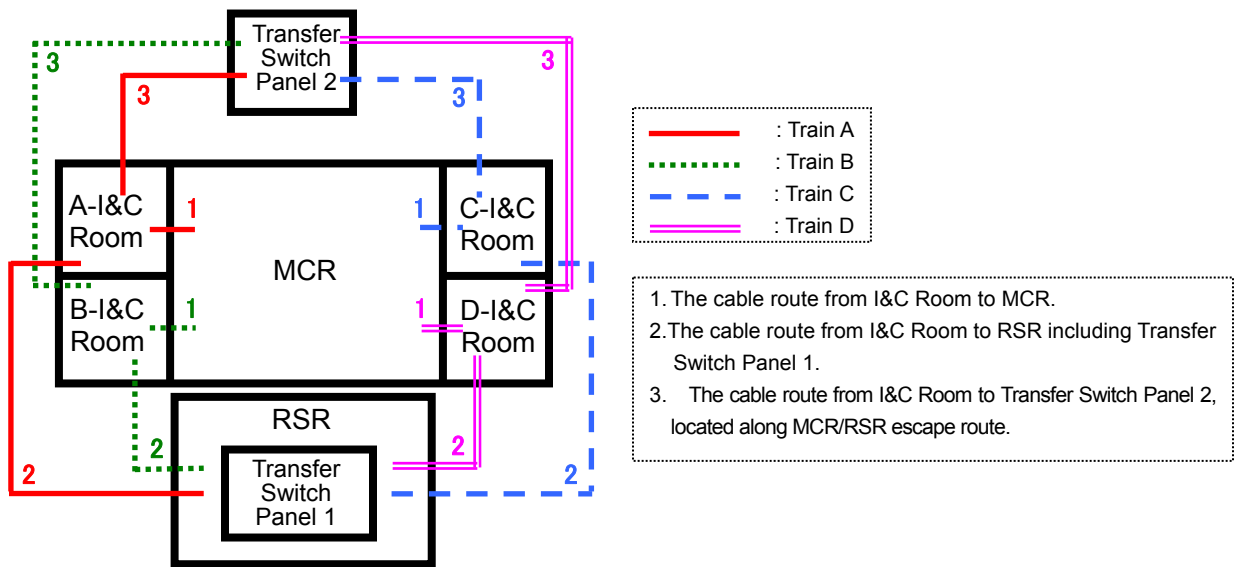 Transfer
Switch
Panel 2
3
3
3
3
A-I&C
Room
1
MCR
1
C-I&C
Room
B-I&C
Room
1
1
D-I&C
Room
RSR
2
2
2
2
Transfer
Switch
Panel 1
: Train A
: Train B
: Train C
: Train D
1. The cable route from I&C Room to MCR.
2.The cable route from I&C Room to RSR including Transfer
Switch Panel 1.
3. The cable route from I&C Room to Transfer Switch Panel 2,
located along MCR/RSR escape route.